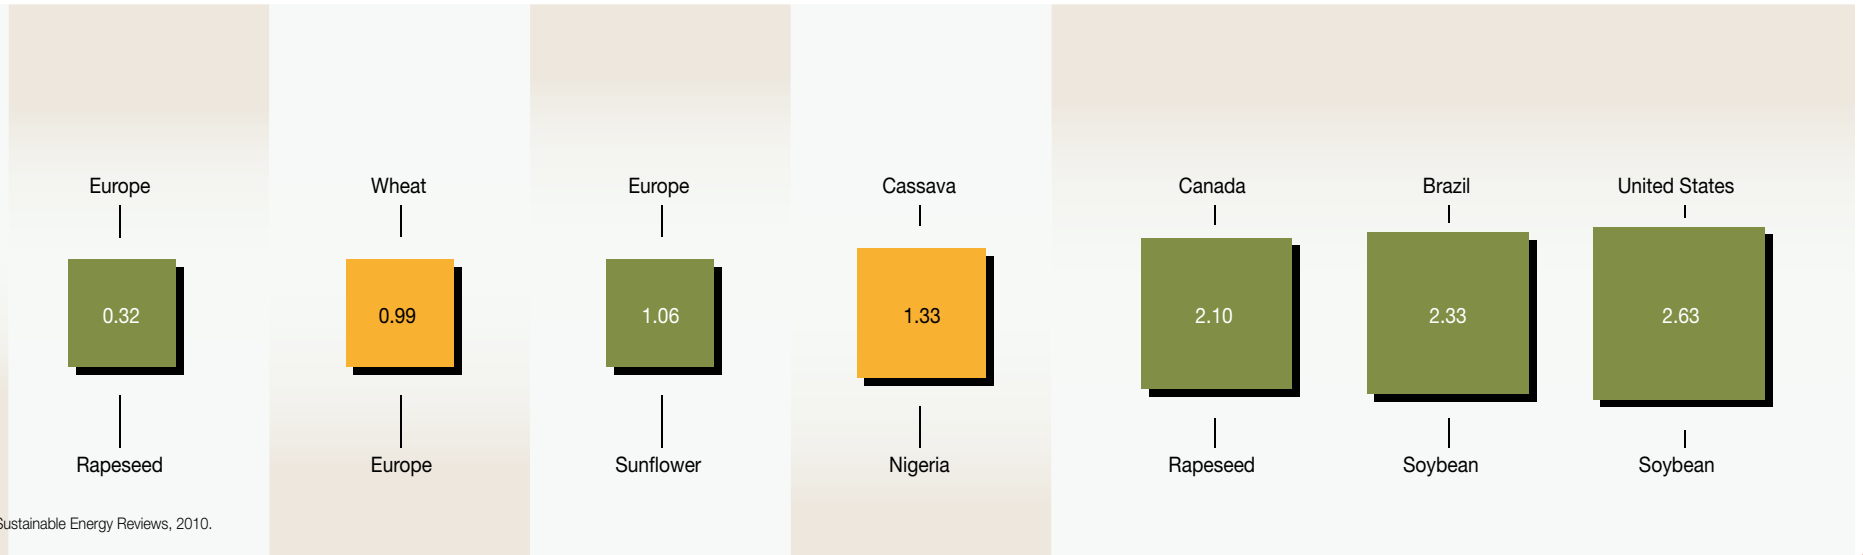 Europe Wheat Europe Cassava Canada Brazil United States
0.32 0.99 1.06 1.33 2.10 2.33 2.63
Rapeseed Europe Sunflower Nigeria Rapeseed Soybean Soybean
Sustainable Energy Reviews, 2010.